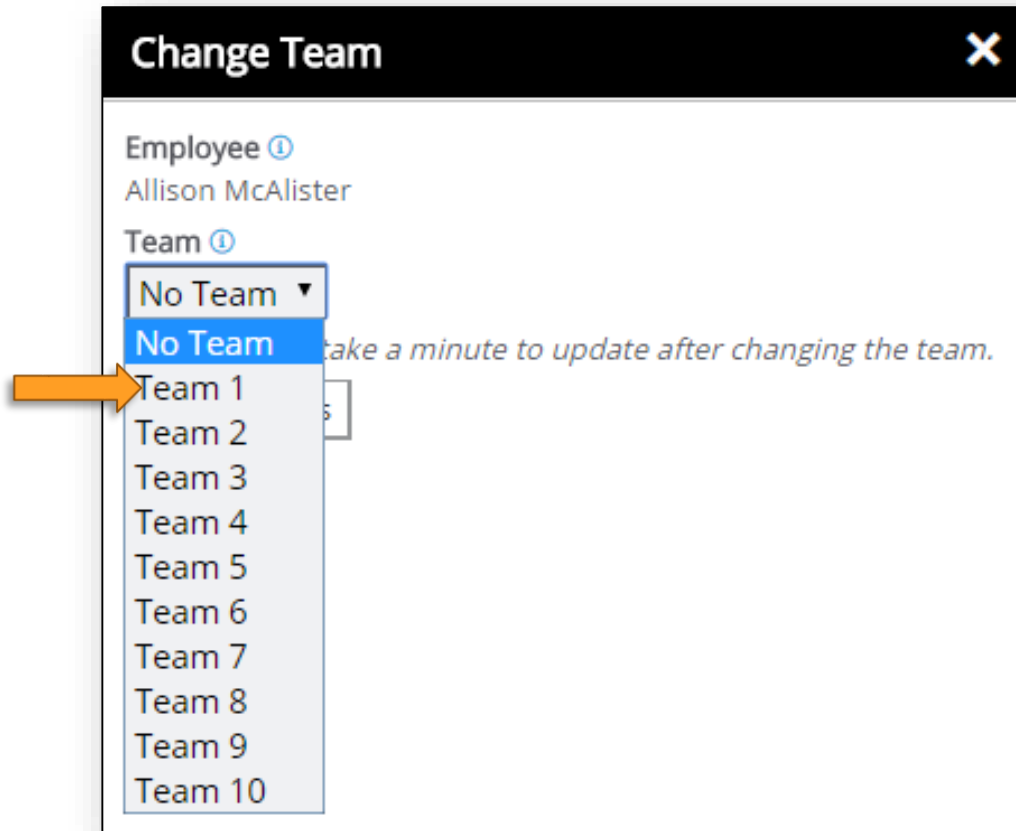 Change Team
Employee
Allison McAlister
Team
No Team
No Team
take a minute to update after changing the team.
Team 1
Team 2
Team 3
Team 4
Team 5
Team 6
Team 7
Team 8
Team 9
Team 10